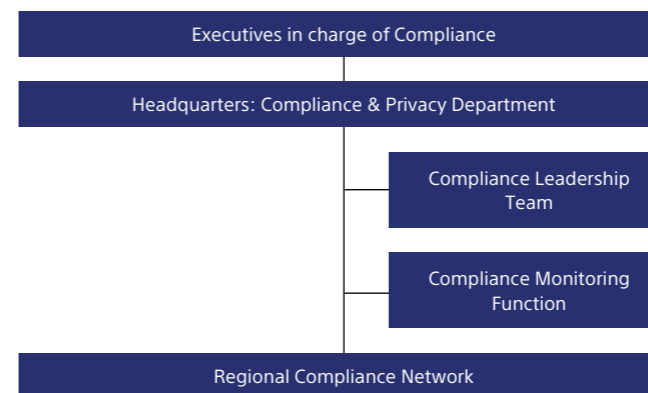 Executives in charge of Compliance
Headquarters: Compliance & Privacy Department
Compliance Leadership
Team
Compliance Monitoring
Function
Regional Compliance Network